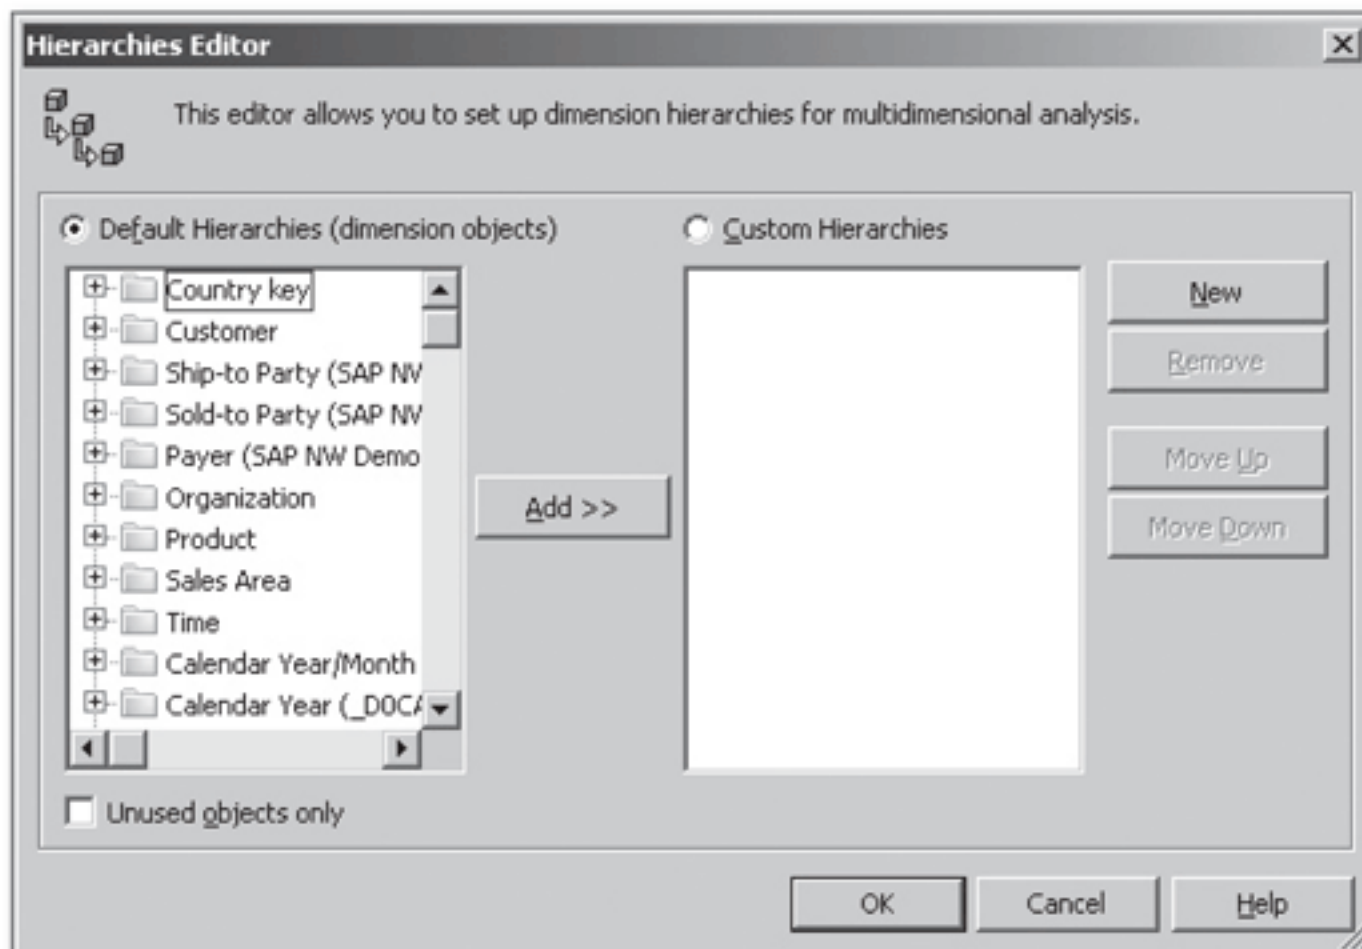 Hierarchies Editor
This editor allows you to set up dimension hierarchies for multidimensional analysis.
Default Hierarchies (dimension objects)
Custom Hierarchies
Country key
Customer
Ship-to Party (SAP NW
Sold-to Party (SAP NW
Payer (SAP NW Demo
Organization
Product
Sales Area
Time
Calendar Year/Month
Calendar Year (_D0CA
Add >>
New
Remove
Move Up
Move Down
Unused objects only
OK
Cancel
Help